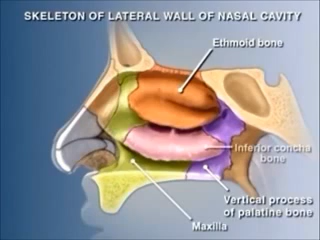 SKELETON OF LATERAL WALL OF NASAL CAVITY
Ethmoid bone
Inferior concha
bone
Vertical process
of palatine bone
Maxilla